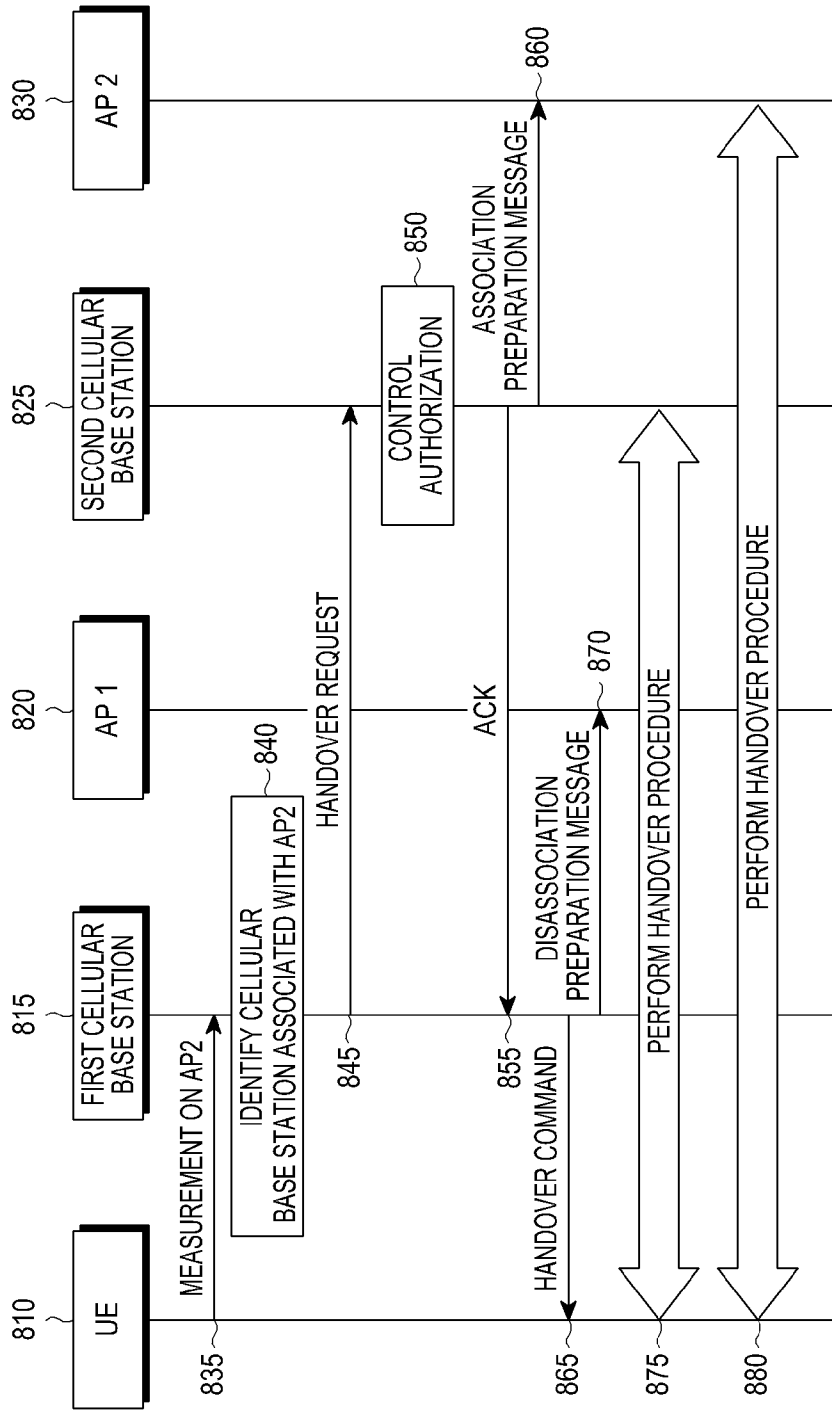 810
UE
815
FIRST CELLULAR
BASE STATION
820
AP 1
825
SECOND CELLULAR
BASE STATION
830
AP 2
835
MEASUREMENT ON AP2
840
IDENTIFY CELLULAR
BASE STATION ASSOCIATED WITH AP2
845
HANDOVER REQUEST
850
CONTROL
AUTHORIZATION
855
ACK
ASSOCIATION
PREPARATION MESSAGE
860
865
HANDOVER COMMAND
DISASSOCIATION
PREPARATION MESSAGE
870
875
PERFORM HANDOVER PROCEDURE
880
PERFORM HANDOVER PROCEDURE